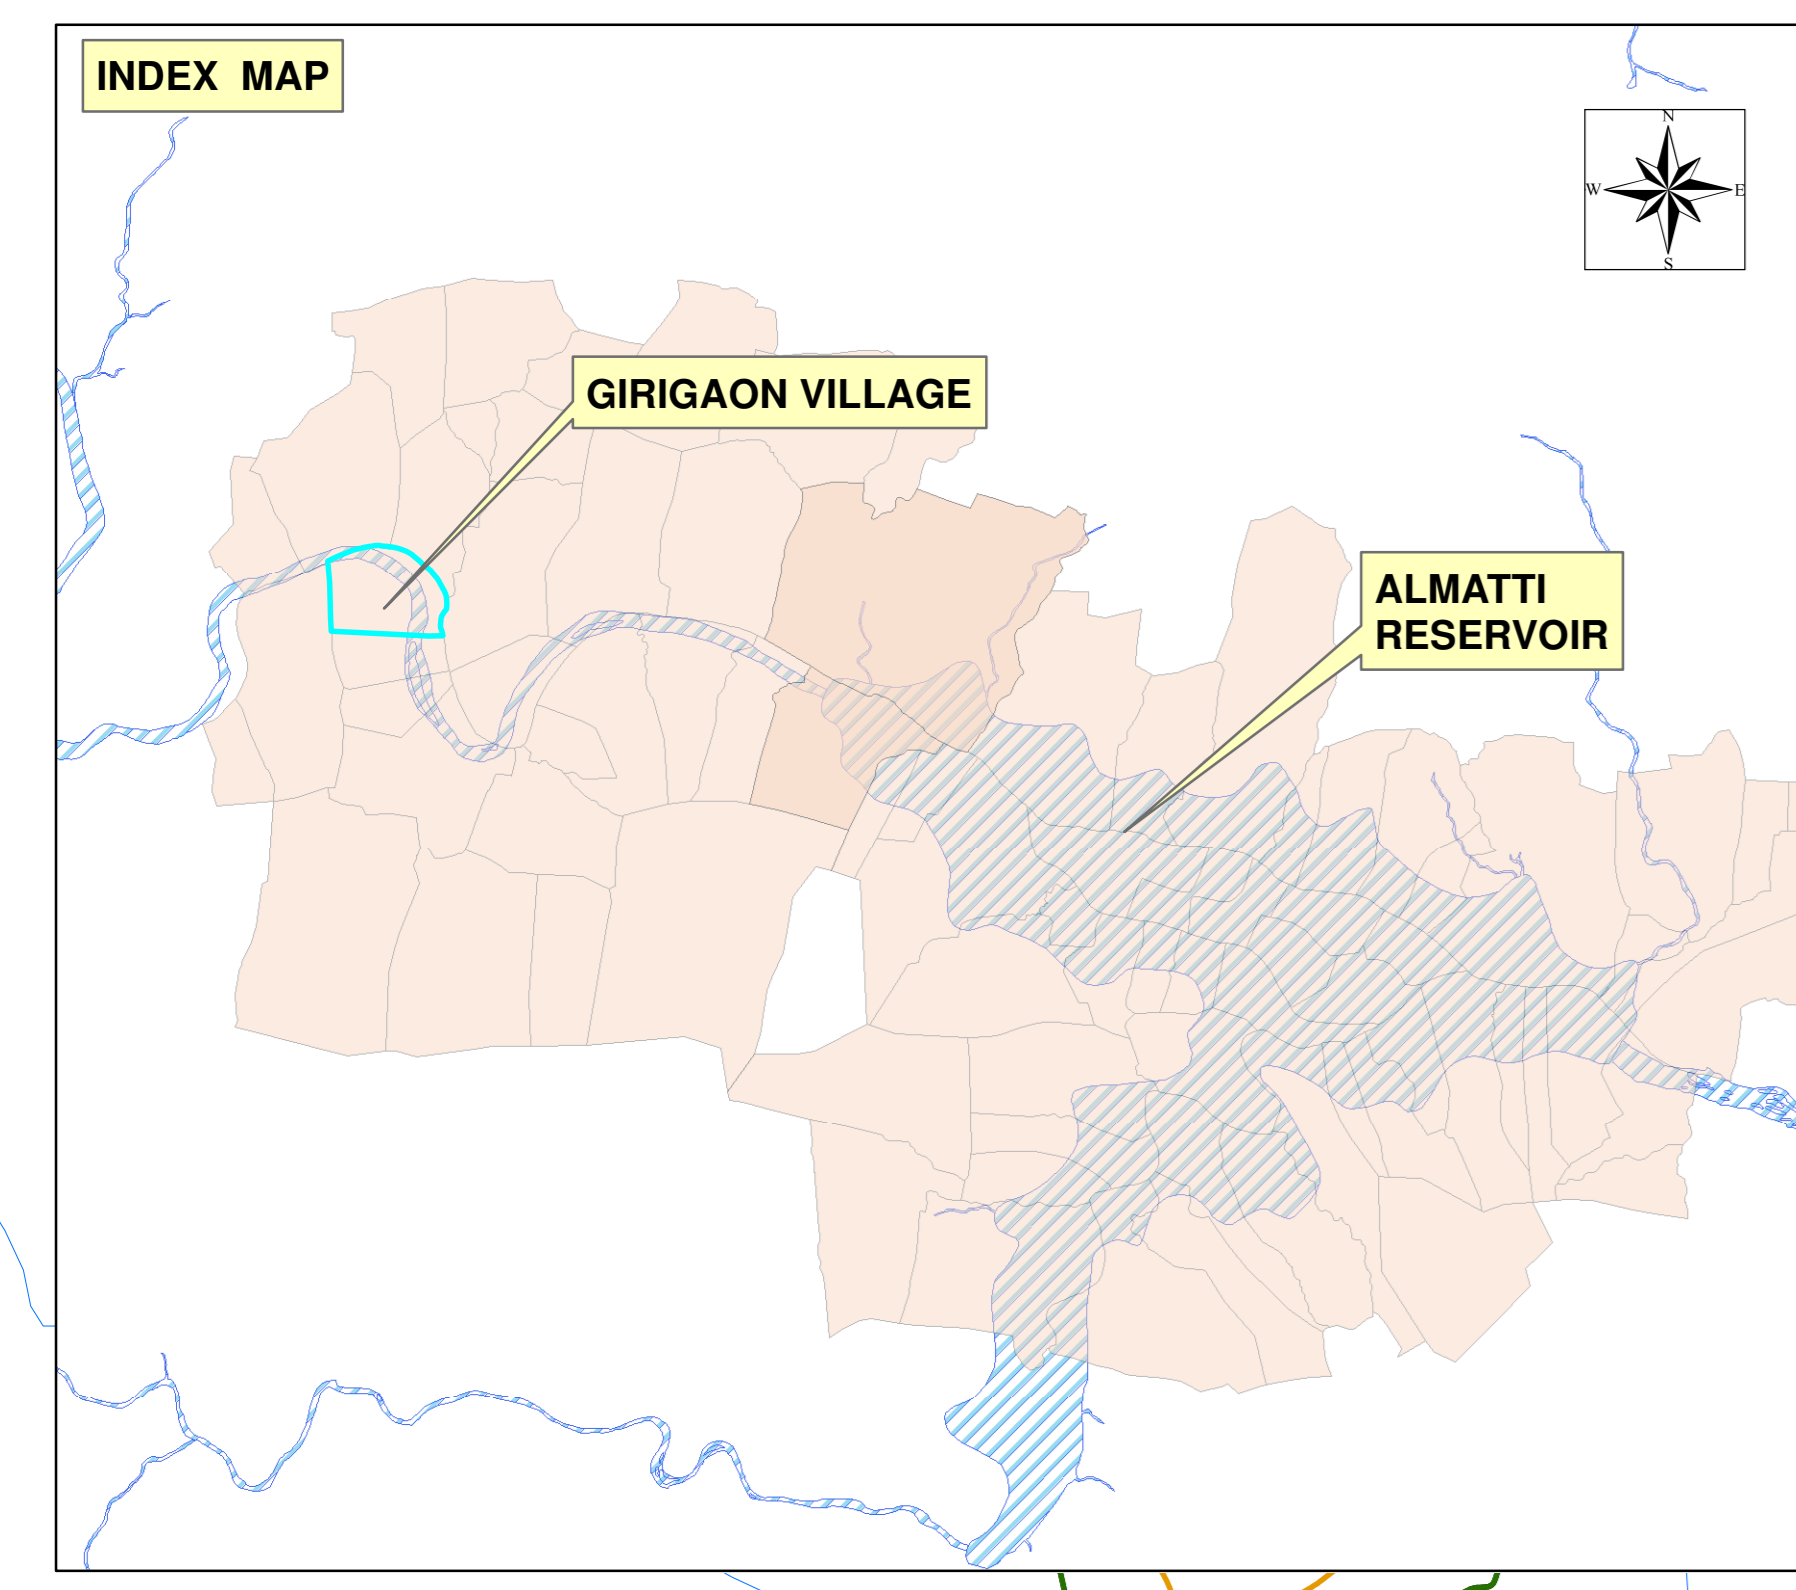 INDEX MAP
N
W
E
S
GIRIGAON VILLAGE
ALMATTI
RESERVOIR